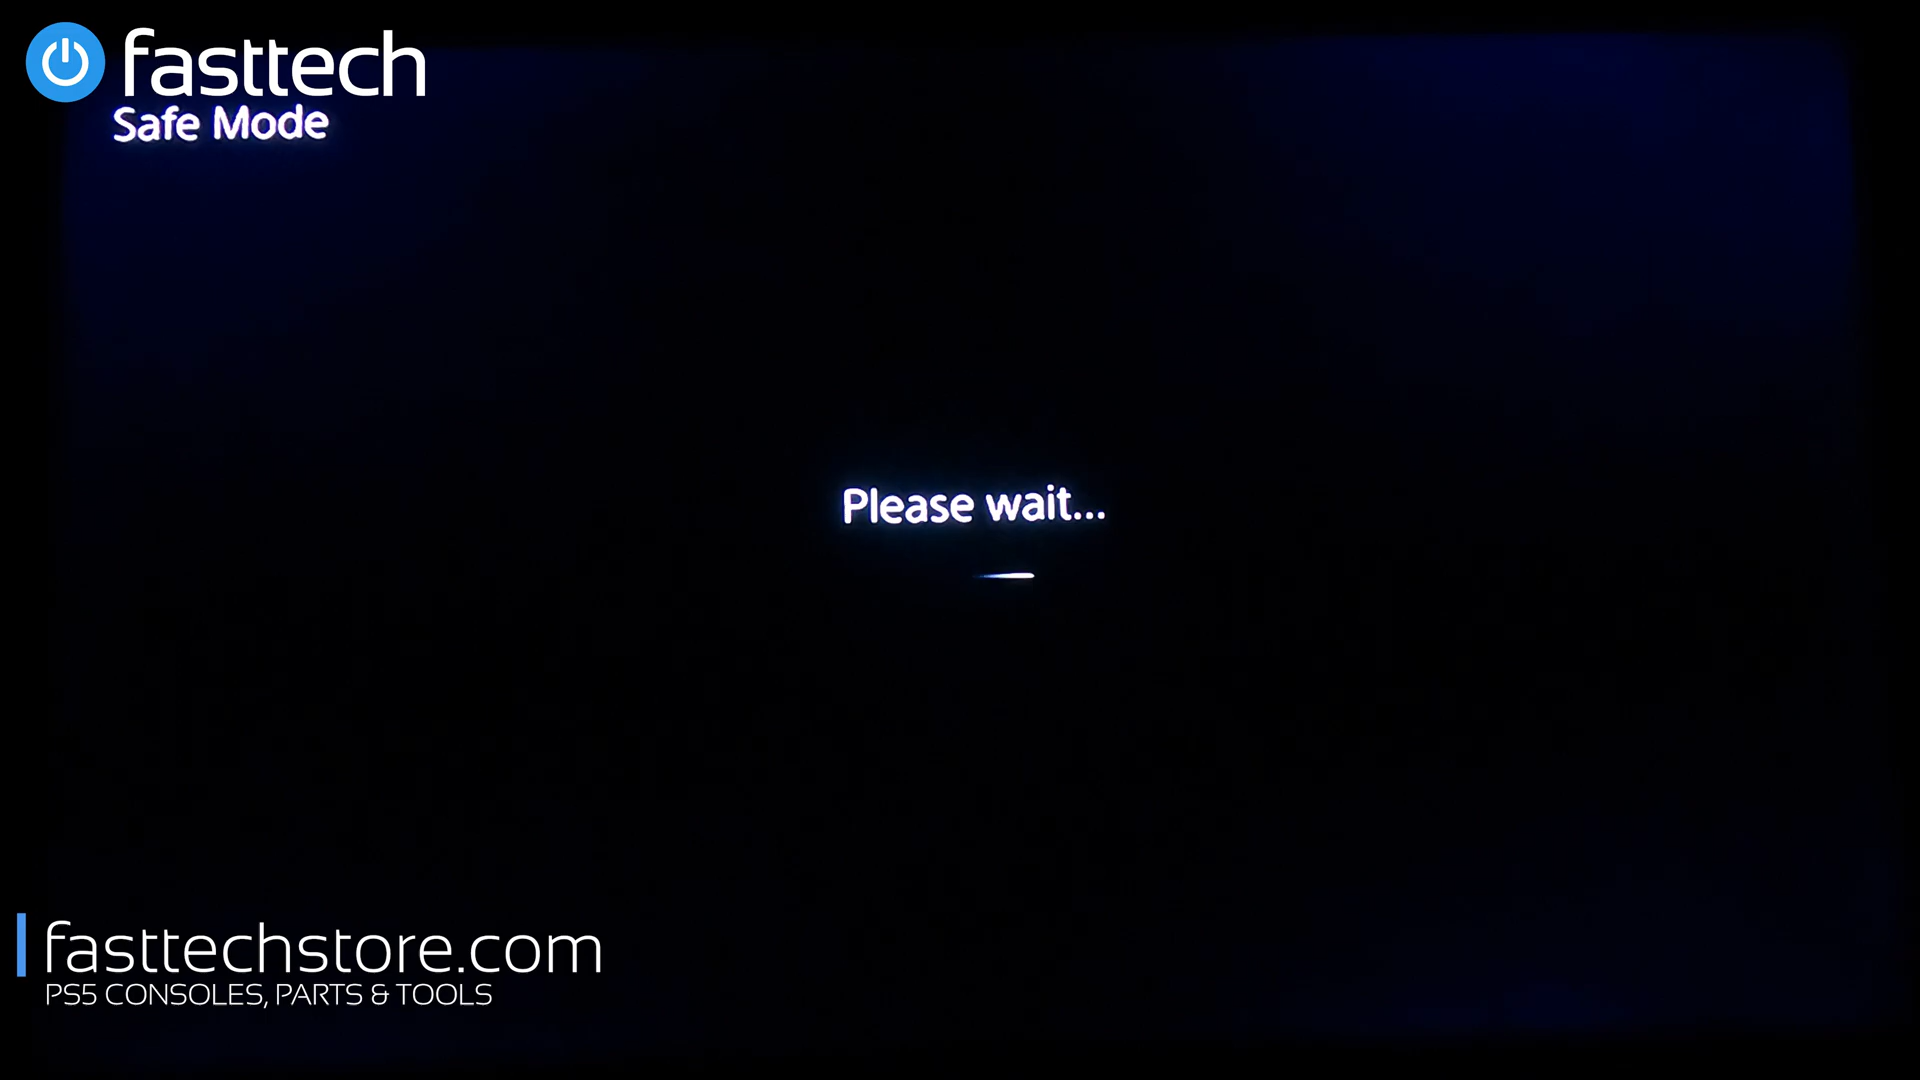 fasttech
Safe Mode
Please wait...
fasttechstore.com
PS5 CONSOLES, PARTS & TOOLS